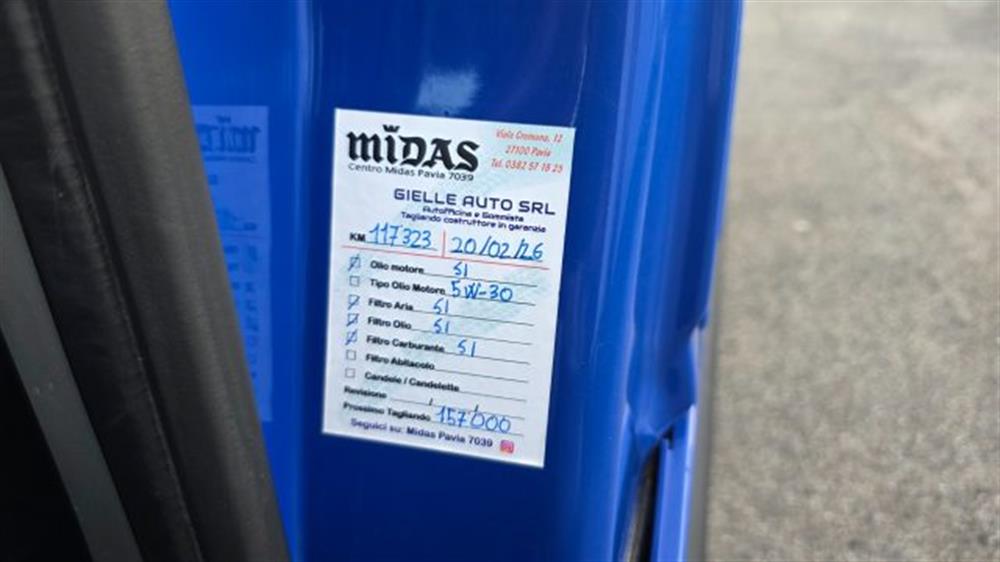 MIDAS
Centro Midas Pavia 7039
Viale Cremona, 12
27100 Pavia
Tel. 0382 57 18 25
GIELLE AUTO SRL
Autofficina e Gommista
Tagliando costruttore in garanzia
KM 117323 20/02/26
Olio motore SI
Tipo Olio Motore 5W-30
Filtro Aria SI
Filtro Olio SI
Filtro Carburante SI
Filtro Abitacolo
Candele / Candelette
Revisione / /
Prossimo Tagliando 157000
Seguici su: Midas Pavia 7039